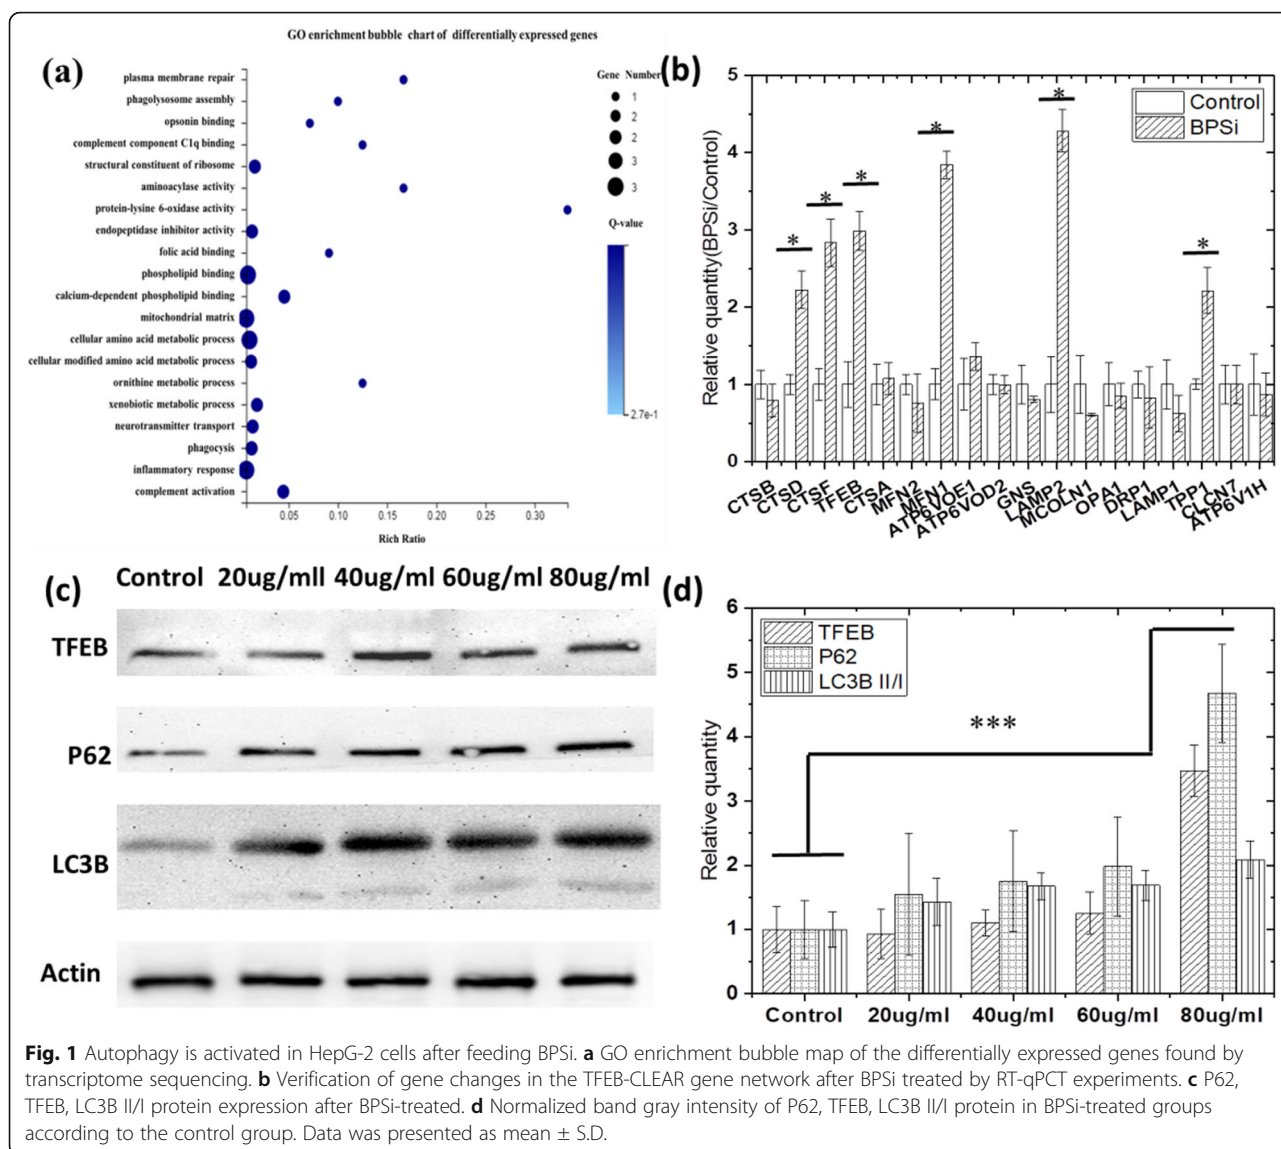 GO enrichment bubble chart of differentially expressed genes
(a)
plasma membrane repair
phagolysosome assembly
opsonin binding
complement component C1q binding
structural constituent of ribosome
aminoacylase activity
protein-lysine 6-oxidase activity
endopeptidase inhibitor activity
folic acid binding
phospholipid binding
calcium-dependent phospholipid binding
mitochondrial matrix
cellular amino acid metabolic process
cellular modified amino acid metabolic process
ornithine metabolic process
xenobiotic metabolic process
neurotransmitter transport
phagocysis
inflammatory response
complement activation
0.05 0.10 0.15 0.20 0.25 0.30
Rich Ratio
Gene Number
1
2
2
3
3
Q-value
2.7e-1
(b)
Relative quantity(BPSi/Control)
5
4
3
2
1
0
Control
BPSi
* * * * * *
CTSB CTSD CTSF TFEB CTSA MFN2 MFN1 ATP6VOE1 ATP6VOD2 GNS LAMP2 MCOLN1 OPA1 DRP1 LAMP1 TPP1 CLCN7 ATP6V1H
(c)
Control 20ug/mll 40ug/ml 60ug/ml 80ug/ml
TFEB
P62
LC3B
Actin
(d)
Relative quantity
6
5
4
3
2
1
0
TFEB
P62
LC3B II/I
***
Control 20ug/ml 40ug/ml 60ug/ml 80ug/ml
Fig. 1 Autophagy is activated in HepG-2 cells after feeding BPSi. a GO enrichment bubble map of the differentially expressed genes found by
transcriptome sequencing. b Verification of gene changes in the TFEB-CLEAR gene network after BPSi treated by RT-qPCT experiments. c P62,
TFEB, LC3B II/I protein expression after BPSi-treated. d Normalized band gray intensity of P62, TFEB, LC3B II/I protein in BPSi-treated groups
according to the control group. Data was presented as mean ± S.D.